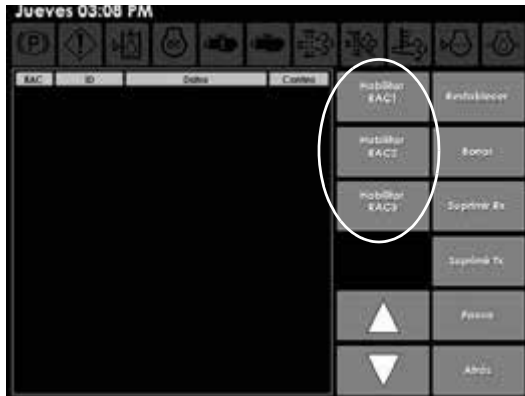 Jueves 03:08 PM
(P)
RAC ID Datos Conteo
Habilitar
RAC1
Restablecer
Habilitar
RAC2
Borrar
Habilitar
RAC3
Suprimir Rx
Suprimir Tx
Pausa
Atrás